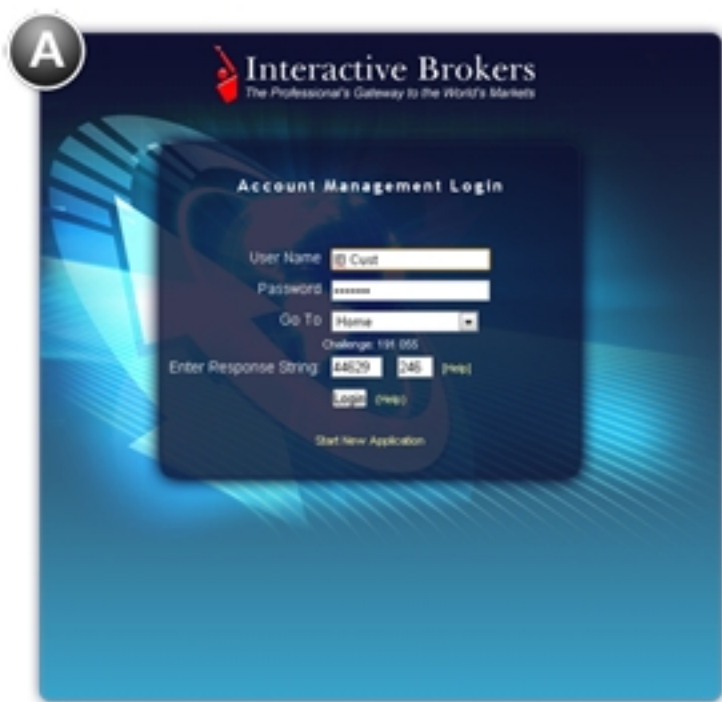 A
Interactive Brokers
The Professional's Gateway to the World's Markets
Account Management Login
User Name IB Cust
Password •••••••
Go To Home
Challenge: 191 055
Enter Response String: 44629 246 [Help]
Login [Help]
Start New Application